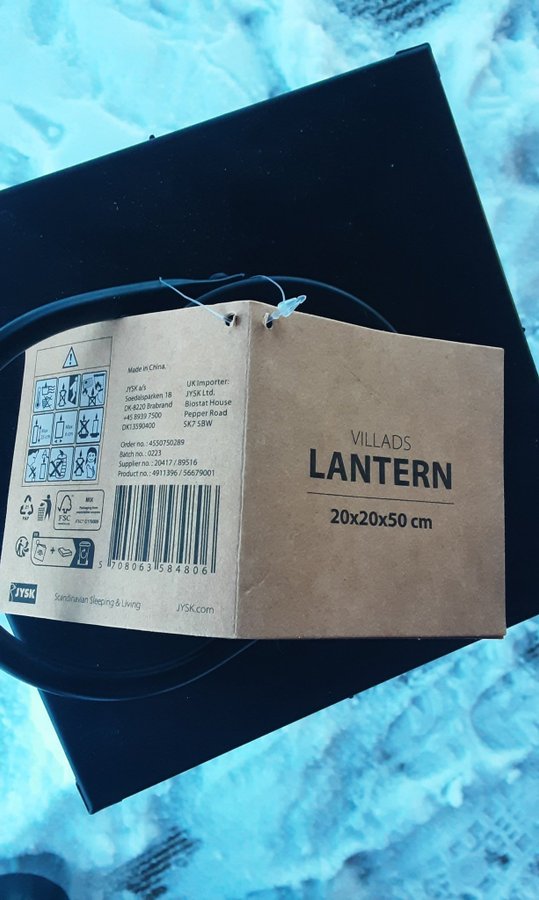 Made in China.
JYSK a/s
Soedalsparken 18
DK-8220 Brabrand
+45 8939 7500
DK13590400
UK Importer:
JYSK Ltd.
Biostat House
Pepper Road
SK7 5BW
Order no.: 4550750289
Batch no.: 0223
Supplier no.: 20417 / 89516
Product no.: 4911396 / 56679001
PAP
FSC
MIX
5 708063 584806
JYSK
Scandinavian Sleeping & Living
JYSK.com
VILLADS
LANTERN
20x20x50 cm